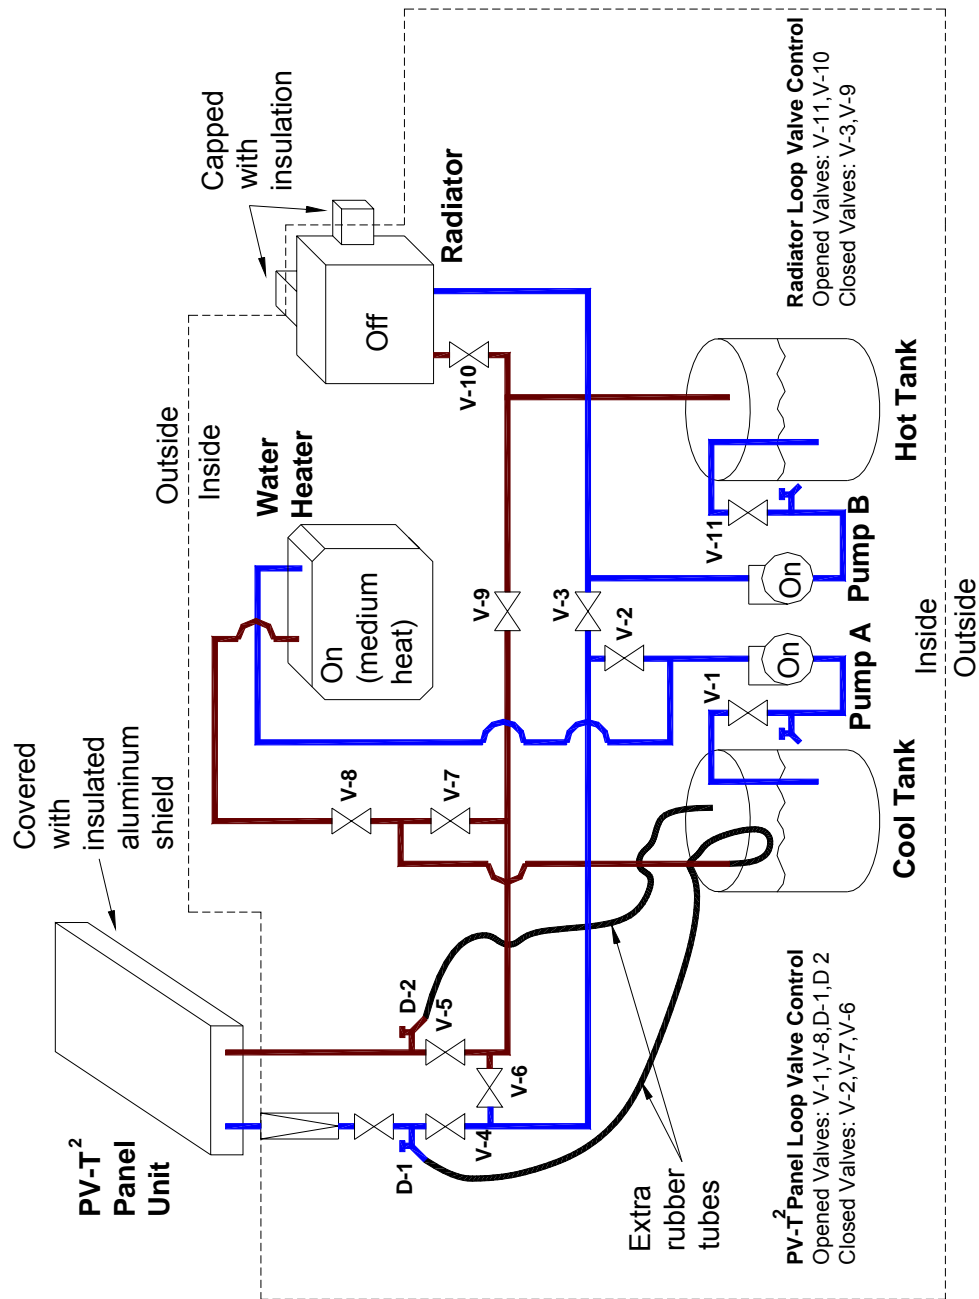 Covered
with
insulated
aluminum
shield
PV-T²
Panel
Unit
Outside
Inside
Capped
with
insulation
Water
Heater
On
(medium
heat)
Off
Radiator
D-1
D-2
V-4
V-5
V-6
V-8
V-7
V-9
V-3
V-2
V-10
V-1
V-11
Extra
rubber
tubes
Cool Tank
On
Pump A
On
Pump B
Hot Tank
PV-T² Panel Loop Valve Control
Opened Valves: V-1,V-8,D-1,D 2
Closed Valves: V-2,V-7,V-6
Inside
Outside
Radiator Loop Valve Control
Opened Valves: V-11,V-10
Closed Valves: V-3,V-9